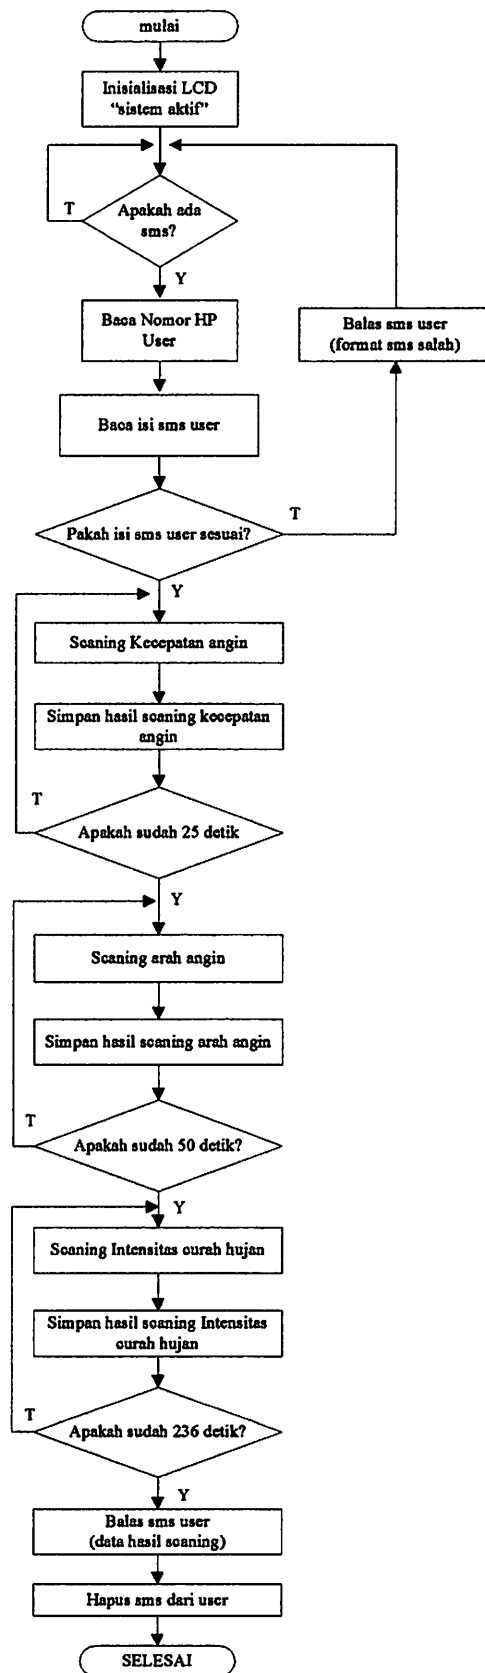 mulai
Inisialisasi LCD
“sistem aktif”
T
Apakah ada
sms?
Y
Baca Nomor HP
User
Balas sms user
(format sms salah)
Baca isi sms user
T
Pakah isi sms user sesuai?
Y
Scaning Kecepatan angin
Simpan hasil scaning kecepatan
angin
T
Apakah sudah 25 detik
Y
Scaning arah angin
Simpan hasil scaning arah angin
T
Apakah sudah 50 detik?
Y
Scaning Intensitas curah hujan
Simpan hasil scaning Intensitas
curah hujan
T
Apakah sudah 236 detik?
Y
Balas sms user
(data hasil scaning)
Hapus sms dari user
SELESAI